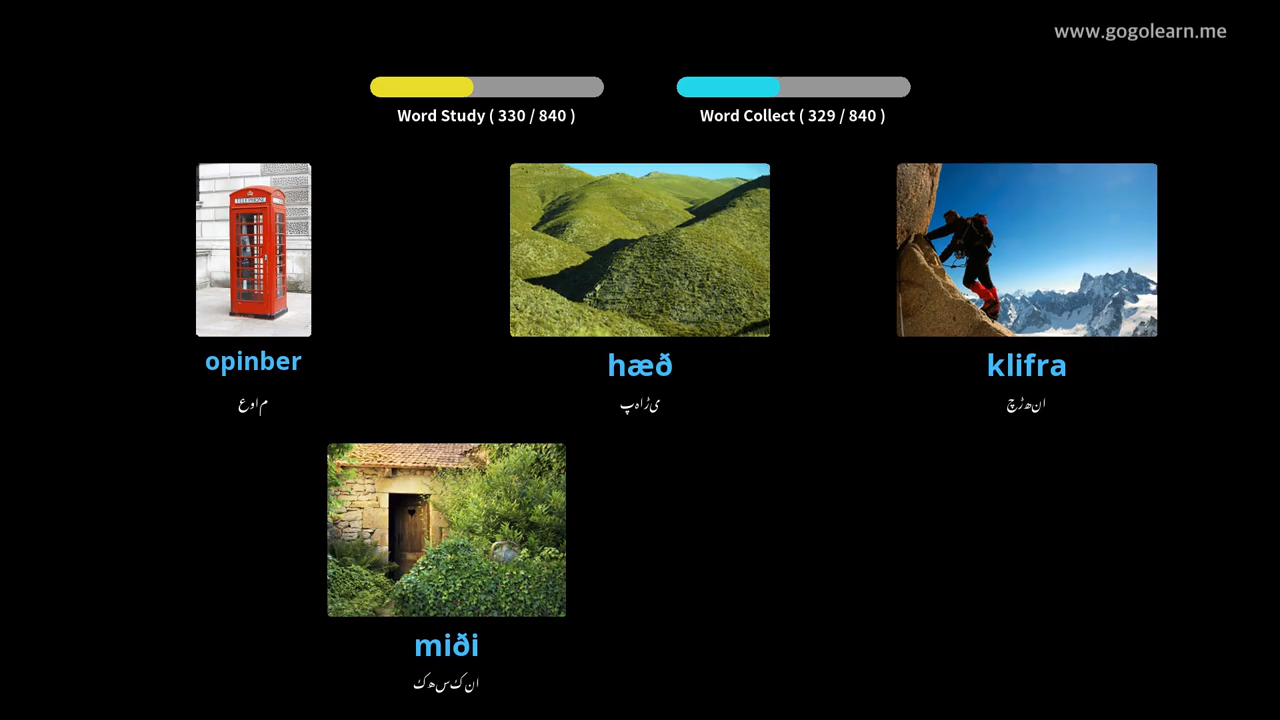 www.gogolearn.me
Word Study ( 330 / 840 )
Word Collect ( 329 / 840 )
TELEPHONE
opinber
ماوع
hæð
یڑاہپ
klifra
انھڑچ
miði
انکسھک